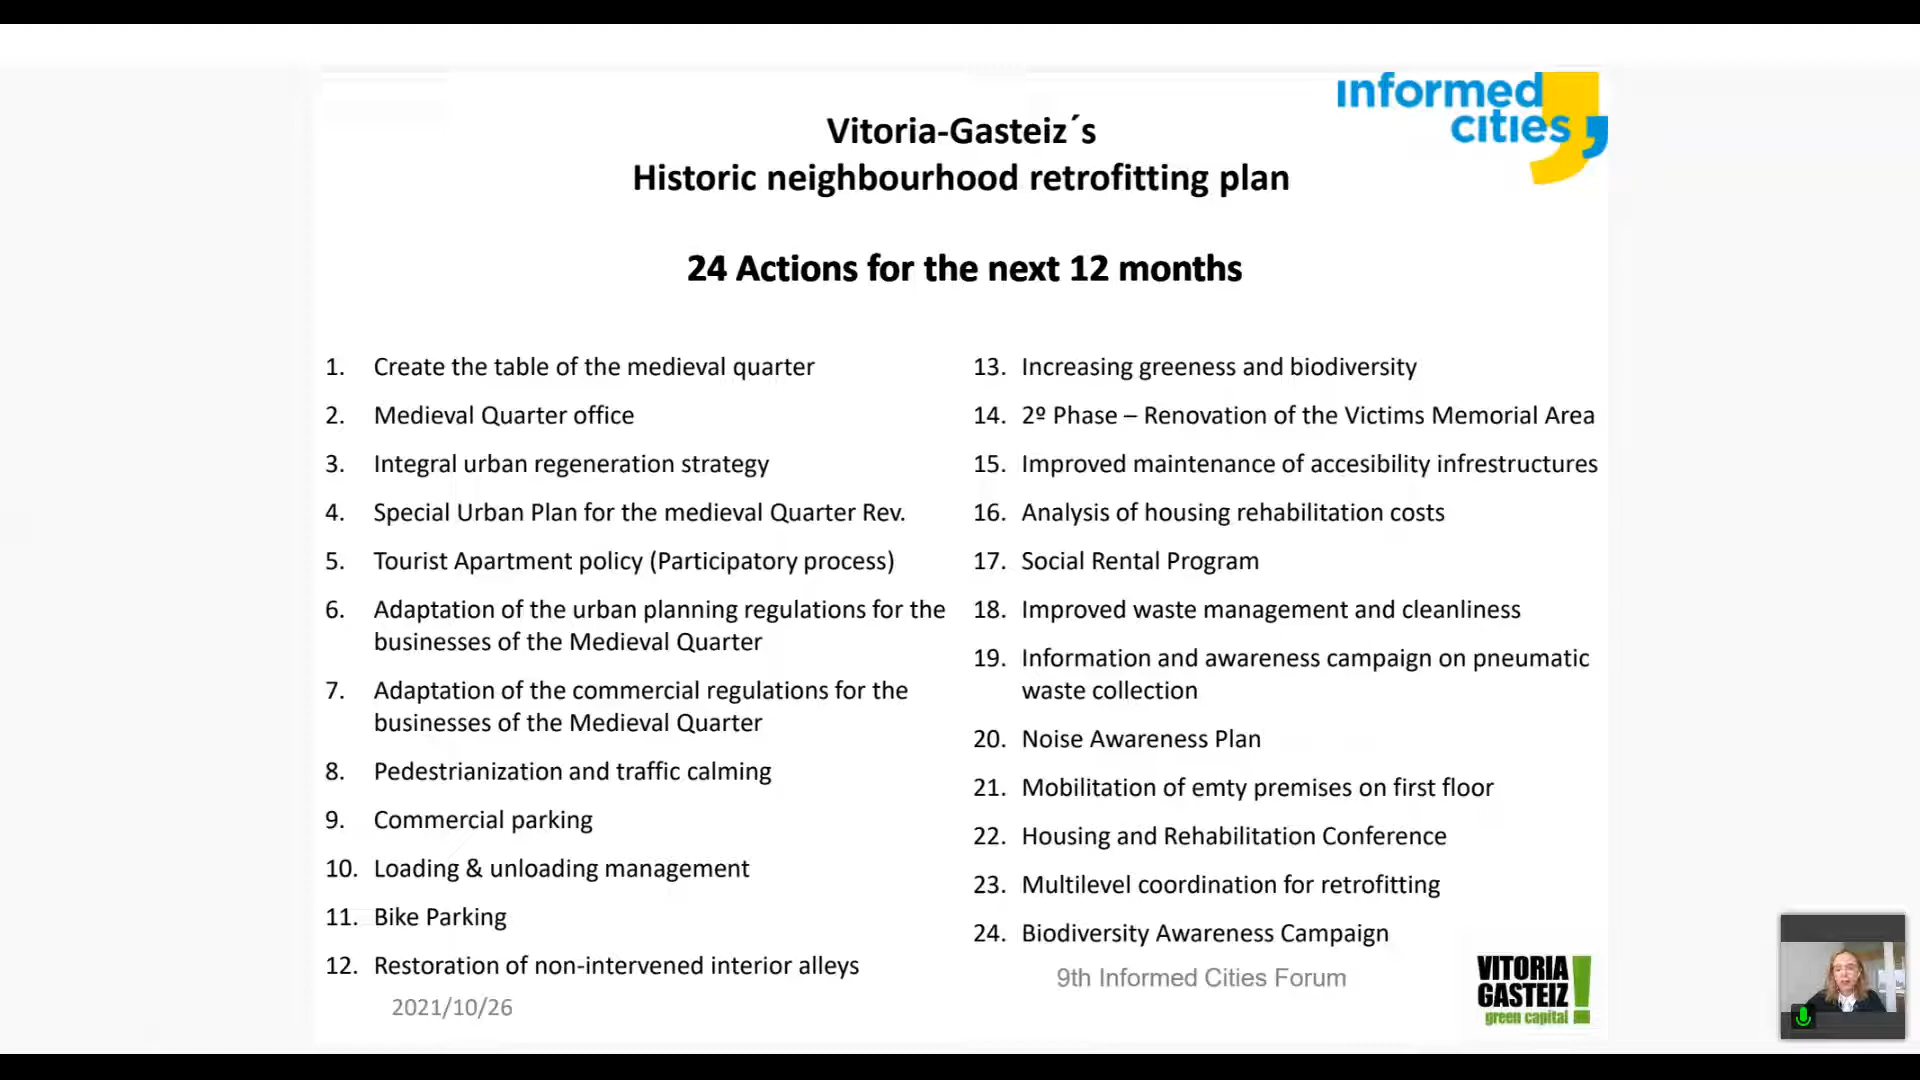 informed
cities
Vitoria-Gasteiz´s
Historic neighbourhood retrofitting plan
24 Actions for the next 12 months
1. Create the table of the medieval quarter
2. Medieval Quarter office
3. Integral urban regeneration strategy
4. Special Urban Plan for the medieval Quarter Rev.
5. Tourist Apartment policy (Participatory process)
6. Adaptation of the urban planning regulations for the
businesses of the Medieval Quarter
7. Adaptation of the commercial regulations for the
businesses of the Medieval Quarter
8. Pedestrianization and traffic calming
9. Commercial parking
10. Loading & unloading management
11. Bike Parking
12. Restoration of non-intervened interior alleys
13. Increasing greeness and biodiversity
14. 2º Phase – Renovation of the Victims Memorial Area
15. Improved maintenance of accesibility infrestructures
16. Analysis of housing rehabilitation costs
17. Social Rental Program
18. Improved waste management and cleanliness
19. Information and awareness campaign on pneumatic
waste collection
20. Noise Awareness Plan
21. Mobilitation of emty premises on first floor
22. Housing and Rehabilitation Conference
23. Multilevel coordination for retrofitting
24. Biodiversity Awareness Campaign
2021/10/26
9th Informed Cities Forum
VITORIA
GASTEIZ
green capital